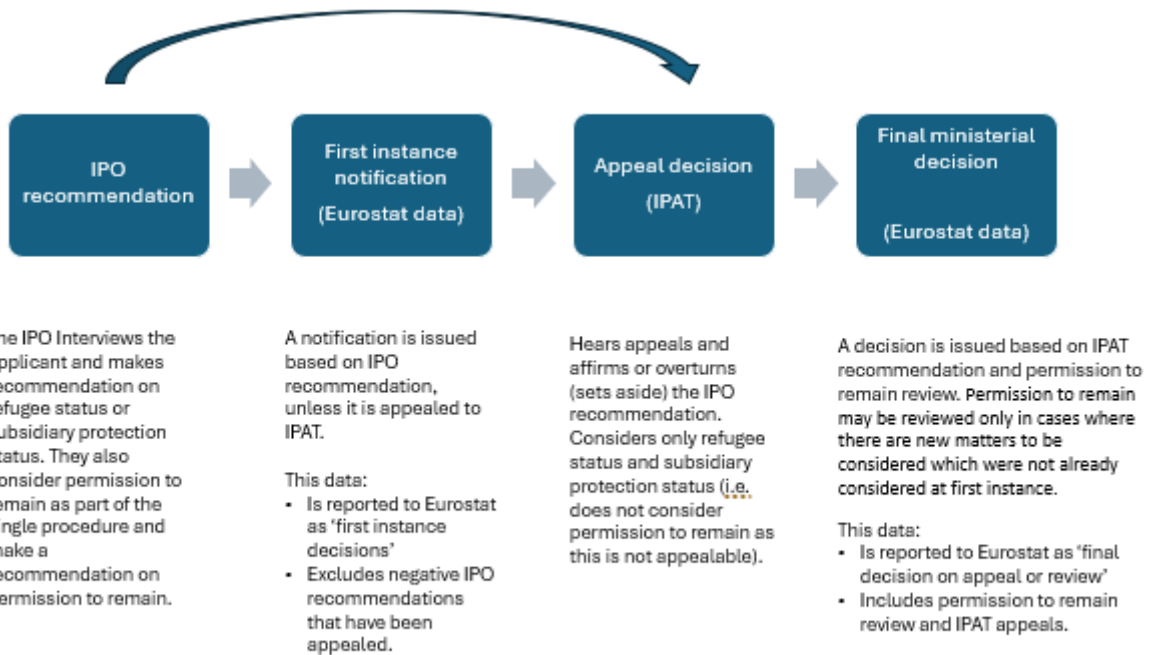 IPO
recommendation
First instance
notification
(Eurostat data)
Appeal decision
(IPAT)
Final ministerial
decision
(Eurostat data)
he IPO Interviews the
pplicant and makes
ecommendation on
efugee status or
ubsidiary protection
tatus. They also
onsider permission to
emain as part of the
ingle procedure and
make a
ecommendation on
ermission to remain.
A notification is issued
based on IPO
recommendation,
unless it is appealed to
IPAT.
This data:
• Is reported to Eurostat
as ‘first instance
decisions’
• Excludes negative IPO
recommendations
that have been
appealed.
Hears appeals and
affirms or overturns
(sets aside) the IPO
recommendation.
Considers only refugee
status and subsidiary
protection status (i.e.
does not consider
permission to remain as
this is not appealable).
A decision is issued based on IPAT
recommendation and permission to
remain review. Permission to remain
may be reviewed only in cases where
there are new matters to be
considered which were not already
considered at first instance.
This data:
• Is reported to Eurostat as ‘final
decision on appeal or review’
• Includes permission to remain
review and IPAT appeals.